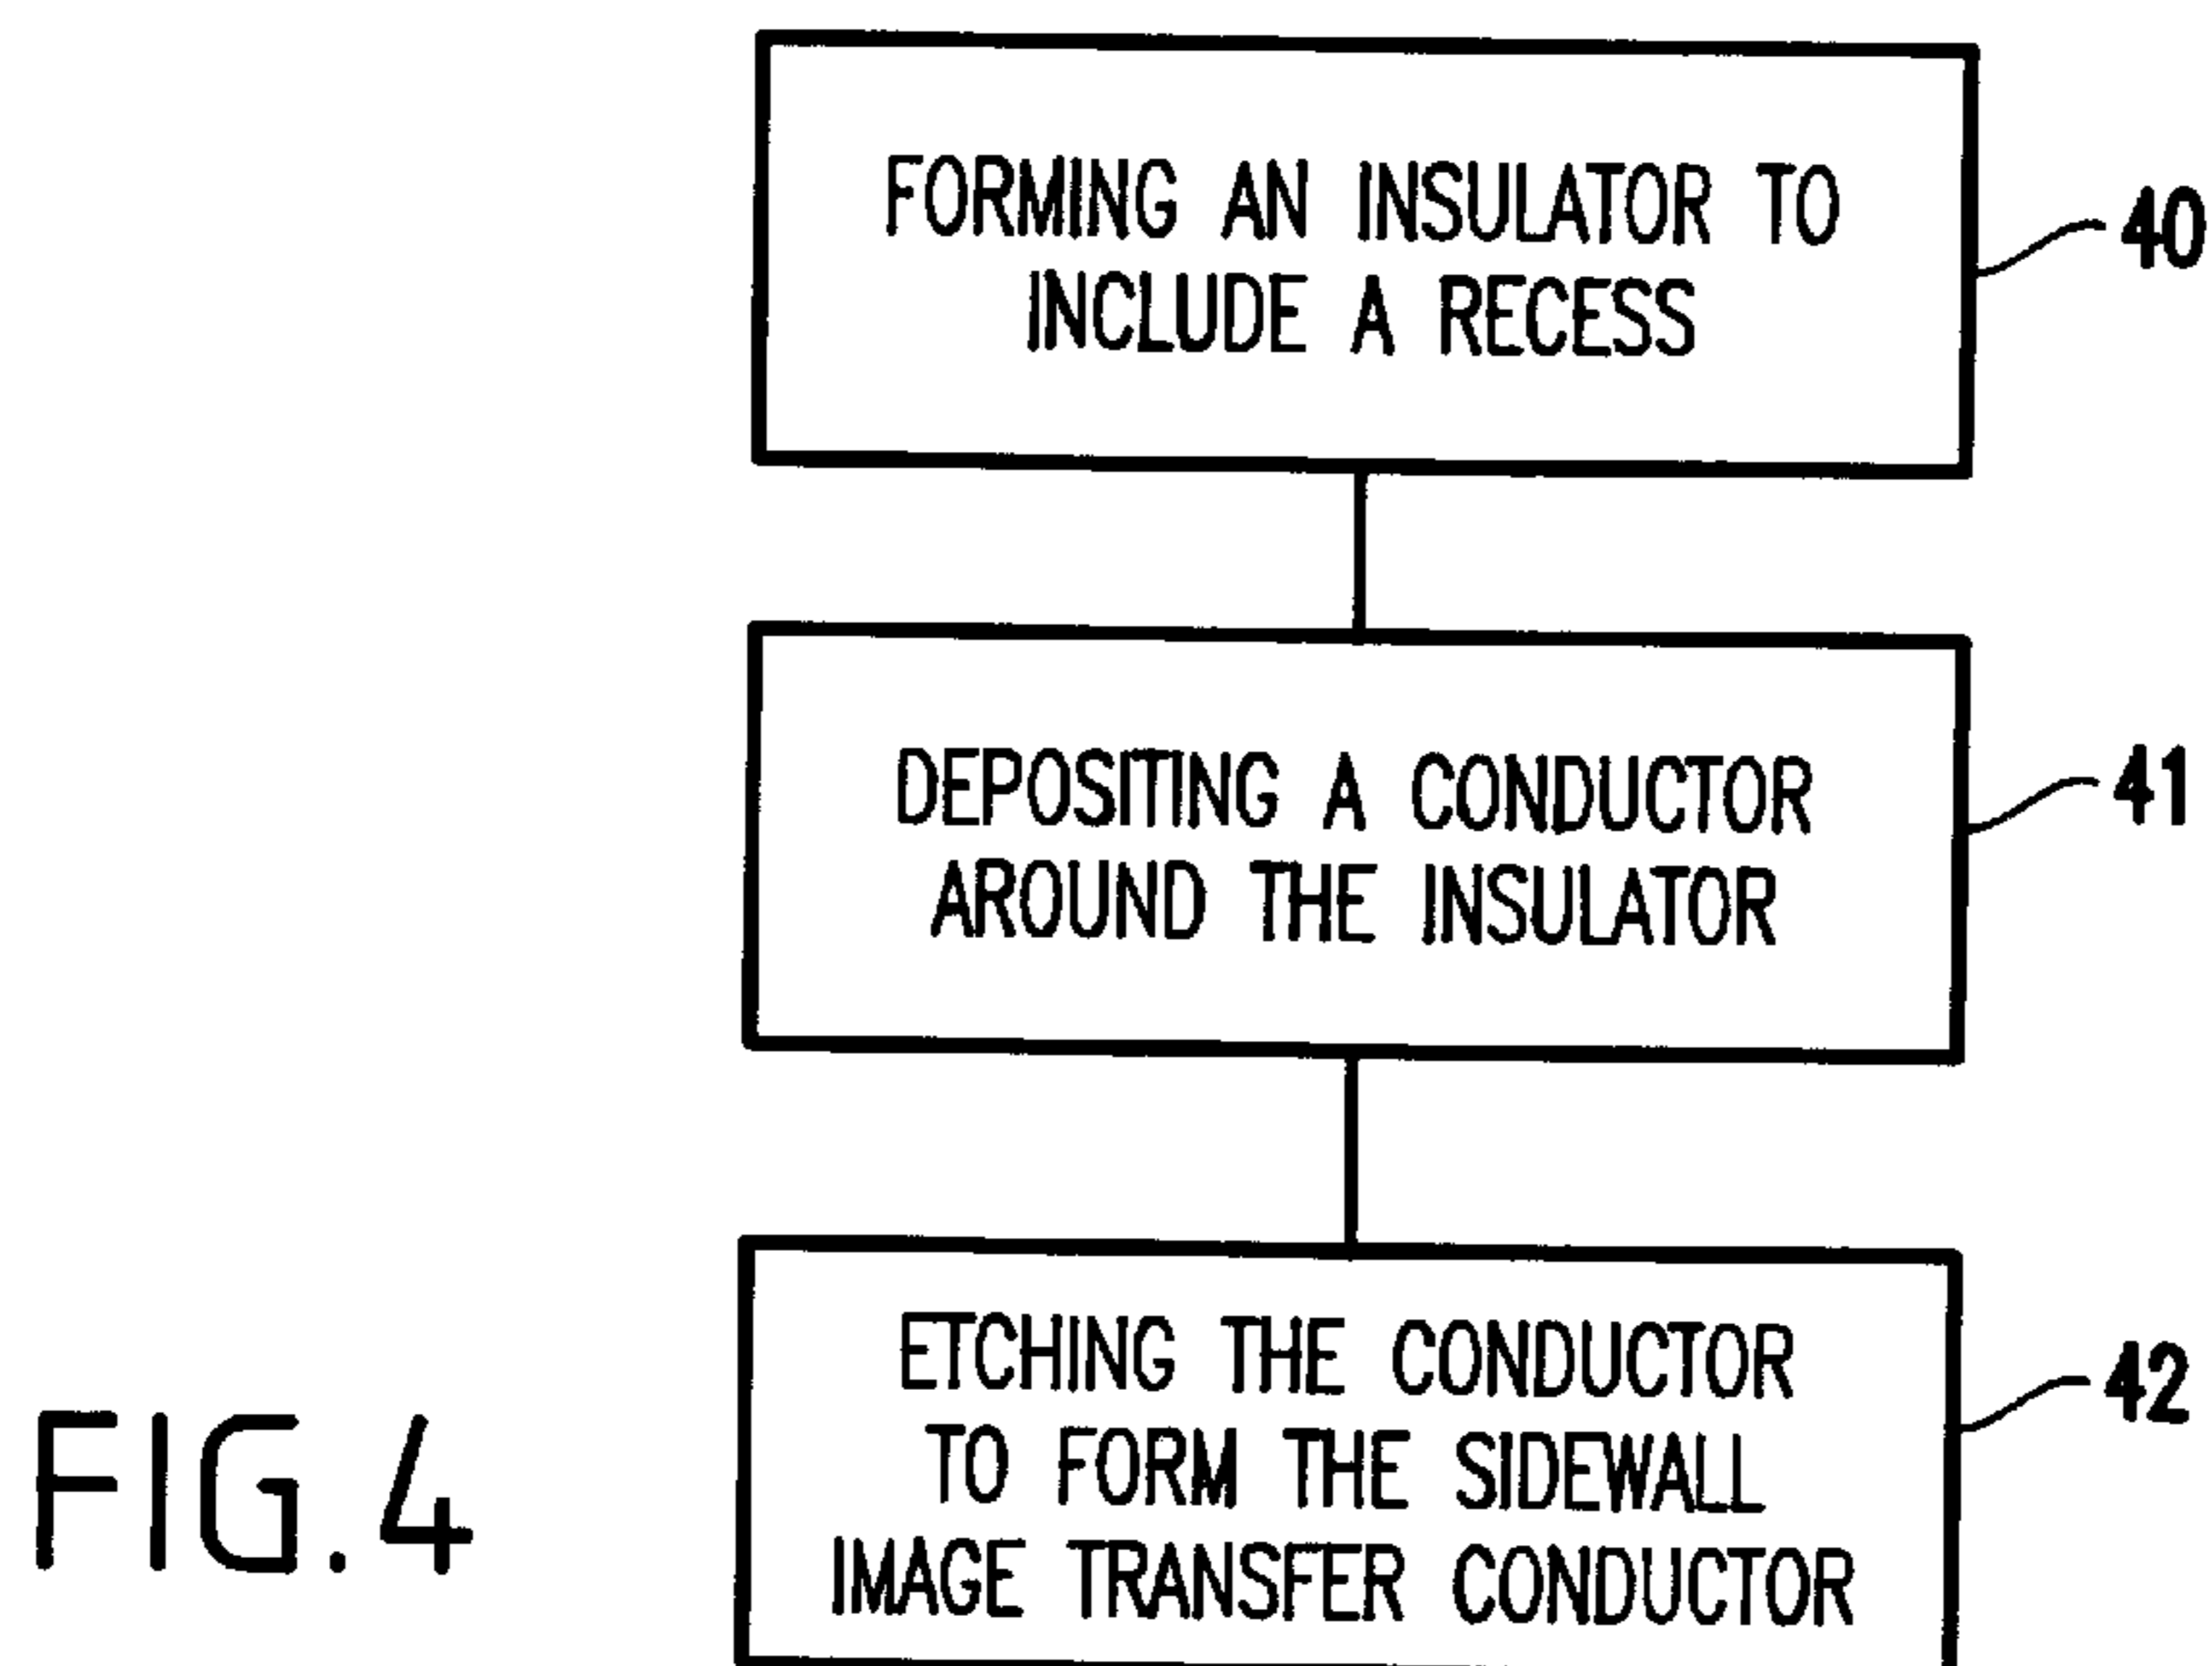 FORMING AN INSULATOR TO
INCLUDE A RECESS
40
DEPOSITING A CONDUCTOR
AROUND THE INSULATOR
41
ETCHING THE CONDUCTOR
TO FORM THE SIDEWALL
IMAGE TRANSFER CONDUCTOR
42
FIG.4